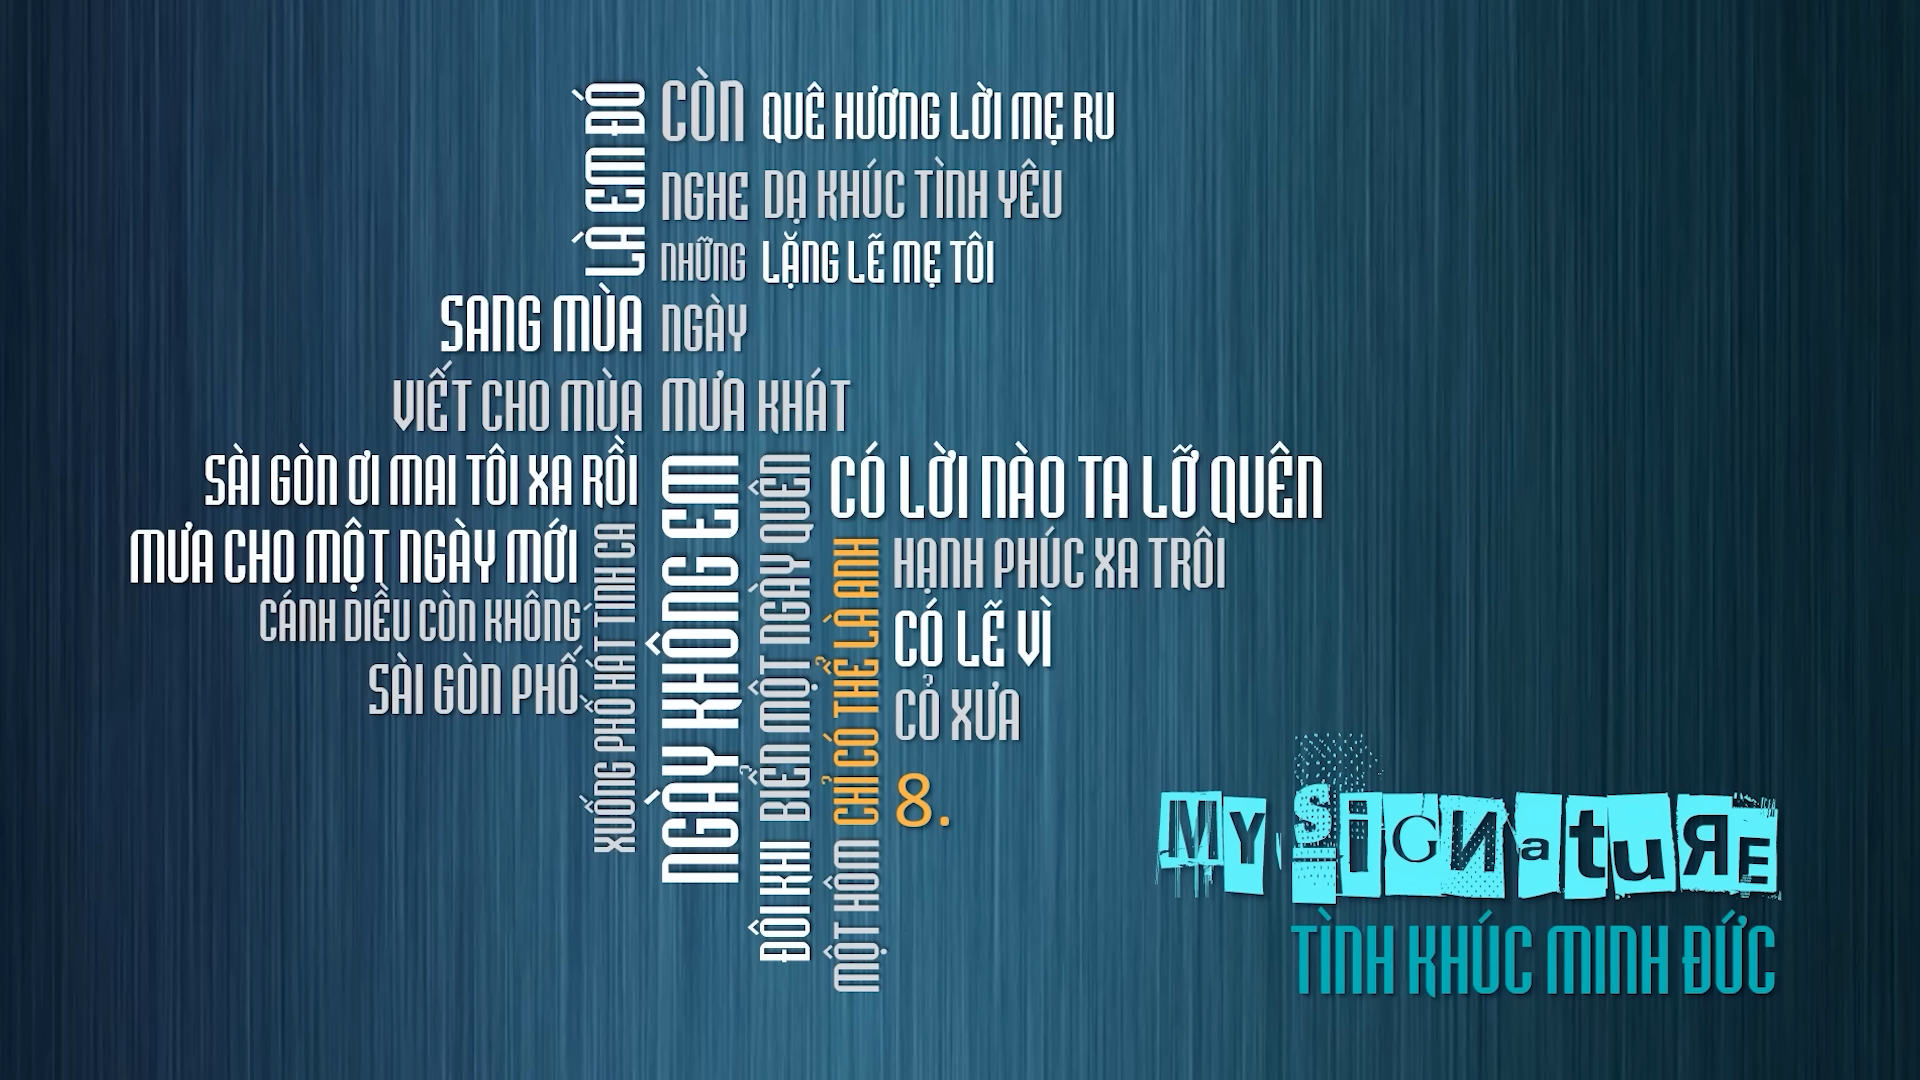 LÀ EM ĐÓ
CÒN QUÊ HƯƠNG LỜI MẸ RU
NGHE DẠ KHÚC TÌNH YÊU
NHỮNG LẶNG LẼ MẸ TÔI
SANG MÙA NGÀY
VIẾT CHO MÙA MƯA KHÁT
SÀI GÒN ƠI MAI TÔI XA RỒI
MƯA CHO MỘT NGÀY MỚI
CÁNH DIỀU CÒN KHÔNG
SÀI GÒN PHỐ
XUỐNG PHỐ HÁT TÌNH CA
NGÀY KHÔNG EM
ĐÔI KHI BIỂN MỘT NGÀY QUÊN
MỘT HÔM CHỈ CÓ THỂ LÀ ANH
CÓ LỜI NÀO TA LỠ QUÊN
HẠNH PHÚC XA TRÔI
CÓ LẼ VÌ
CỎ XƯA
8.
MY SIGNATURE
TÌNH KHÚC MINH ĐỨC